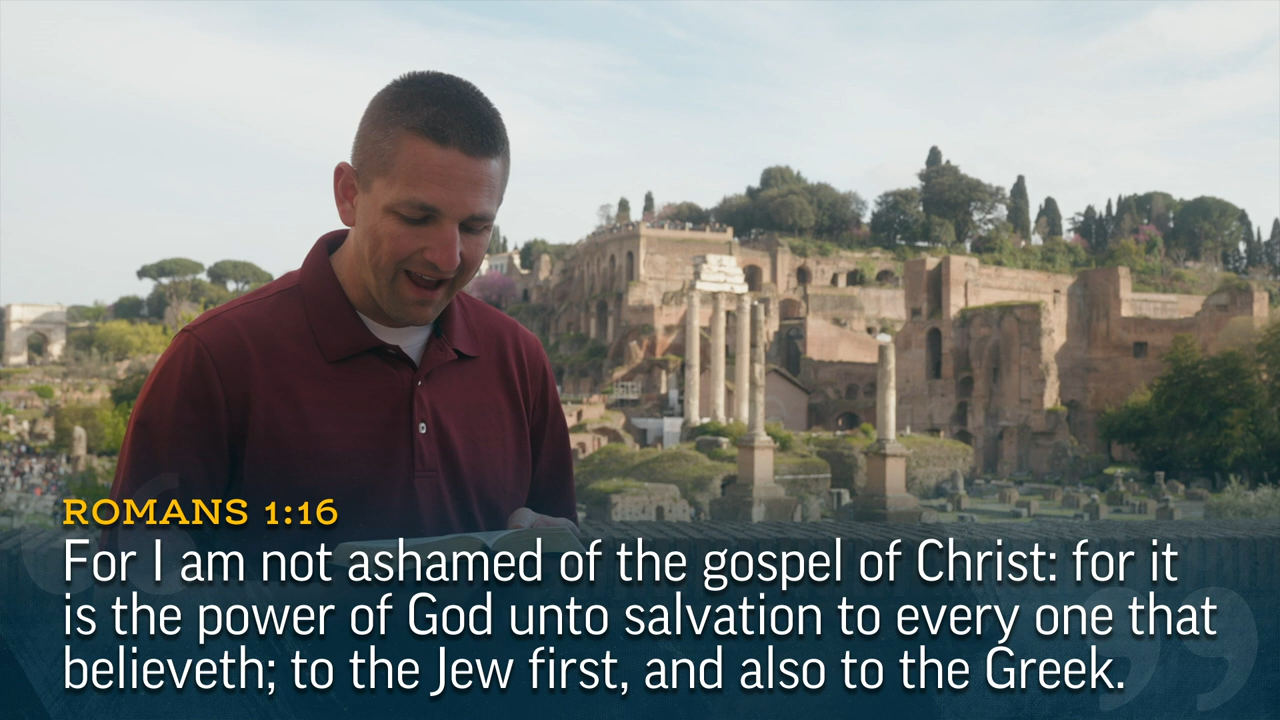 ROMANS 1:16
For I am not ashamed of the gospel of Christ: for it
is the power of God unto salvation to every one that
believeth; to the Jew first, and also to the Greek.